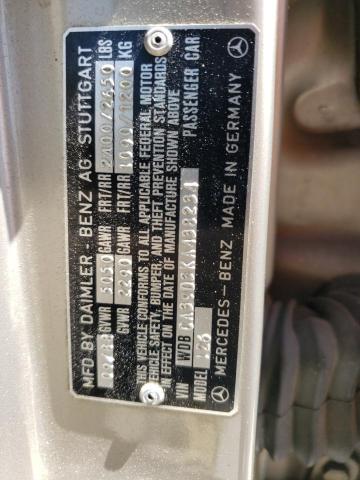 MFD BY DAIMLER - BENZ AG STUTTGART
GVWR 5050 GAWR FRT/RR 2400/2650 LBS
GVWR 2290 GAWR FRT/RR 1090/1200 KG
THIS VEHICLE CONFORMS TO ALL APPLICABLE FEDERAL MOTOR
VEHICLE SAFETY, BUMPER, AND THEFT PREVENTION STANDARDS
IN EFFECT ON THE DATE OF MANUFACTURE SHOWN ABOVE
VIN WDB PASSENGER CAR
MODEL
MERCEDES-BENZ MADE IN GERMANY